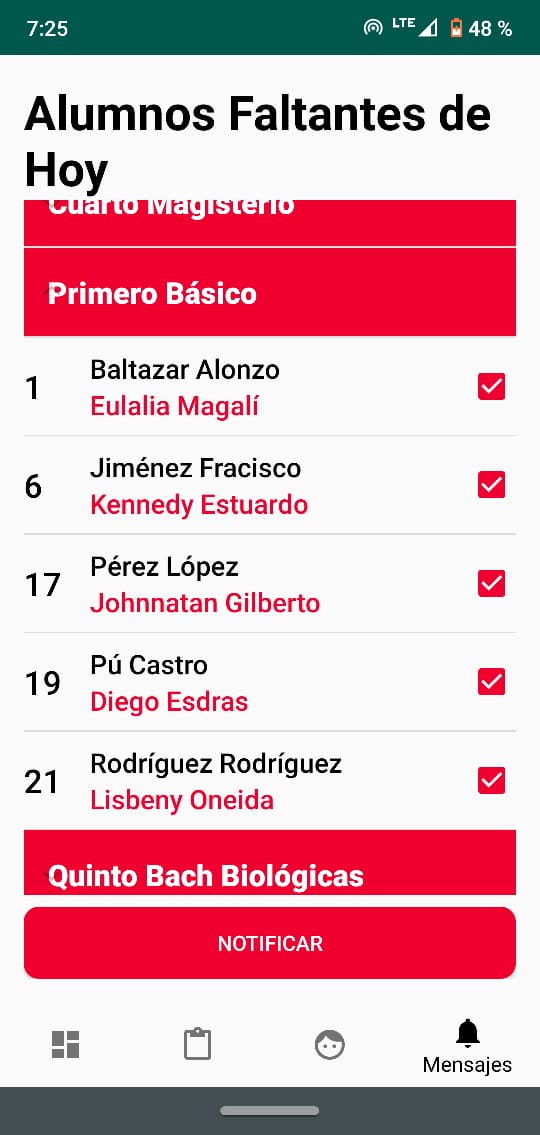 7:25
LTE
48 %
Alumnos Faltantes de
Hoy
Cuarto Magisterio
Primero Básico
1
Baltazar Alonzo
Eulalia Magalí
6
Jiménez Fracisco
Kennedy Estuardo
17
Pérez López
Johnnatan Gilberto
19
Pú Castro
Diego Esdras
21
Rodríguez Rodríguez
Lisbeny Oneida
Quinto Bach Biológicas
NOTIFICAR
Mensajes